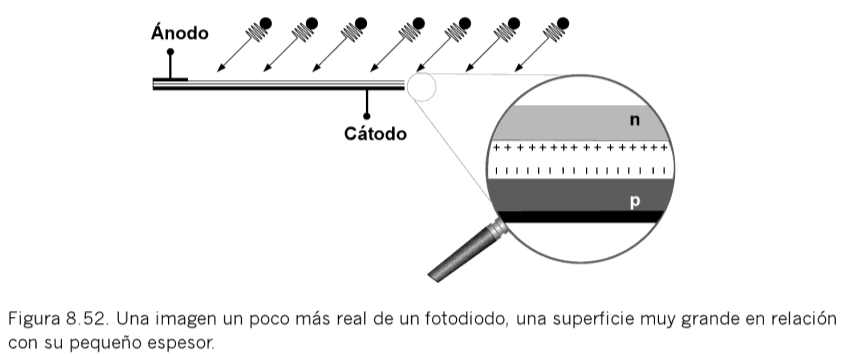 Ánodo
Cátodo
n
+ + + + + + + + + + + + + + +
p
Figura 8.52. Una imagen un poco más real de un fotodiodo, una superficie muy grande en relación
con su pequeño espesor.